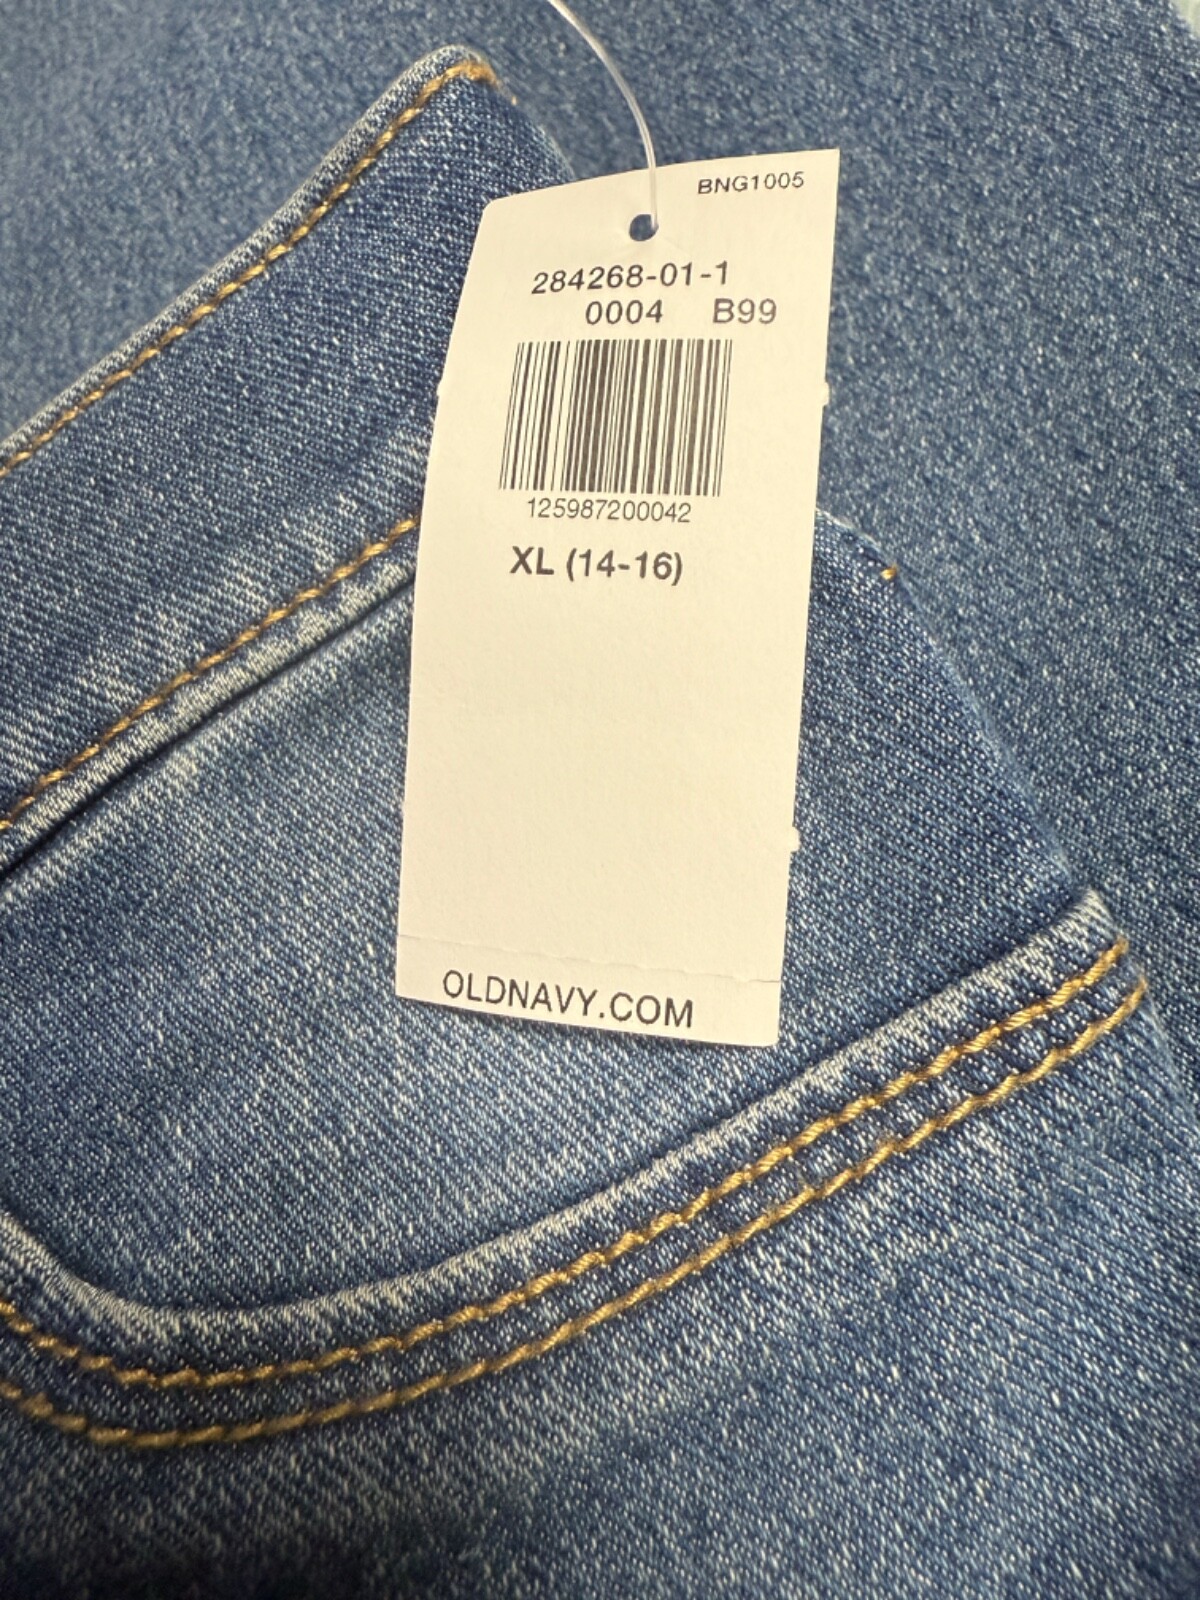 BNG1005
284268-01-1
0004 B99
125987200042
XL (14-16)
OLDNAVY.COM